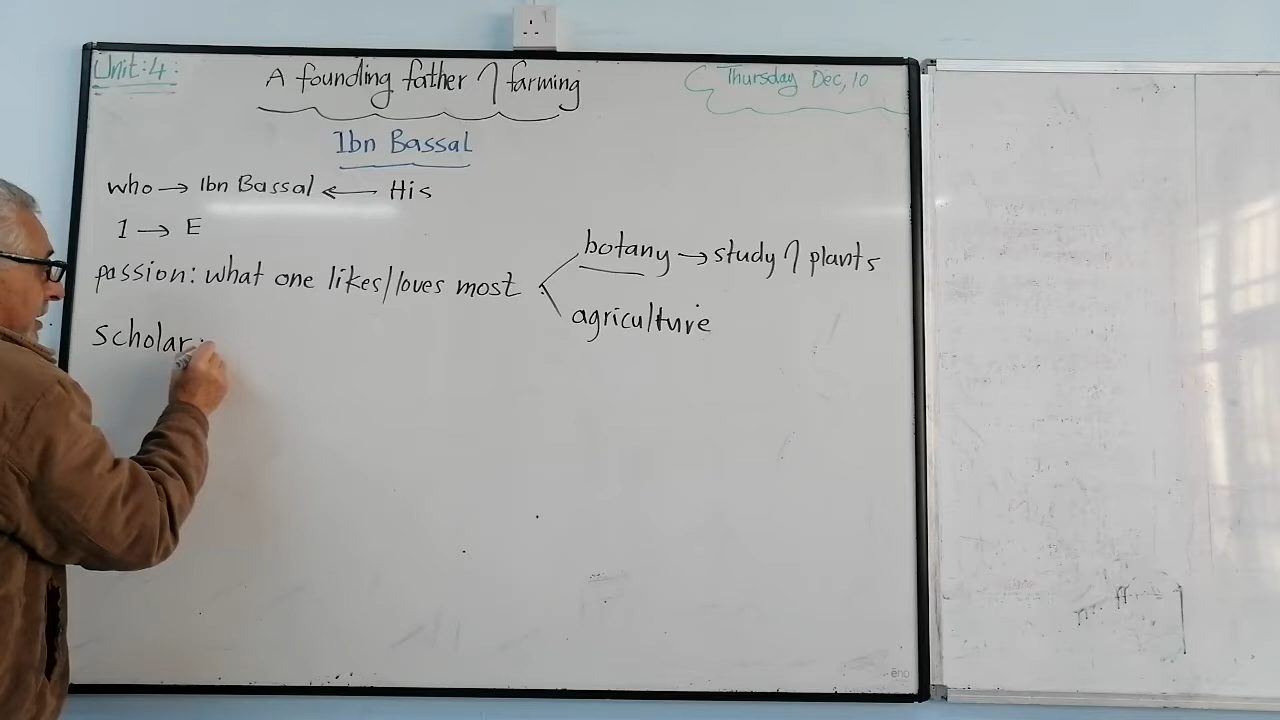 Unit:4:
A founding father of farming
Thursday Dec, 10
Ibn Bassal
who → Ibn Bassal ← His
1 → E
passion: what one likes/loves most
botany → study of plants
agriculture
scholar:
eno